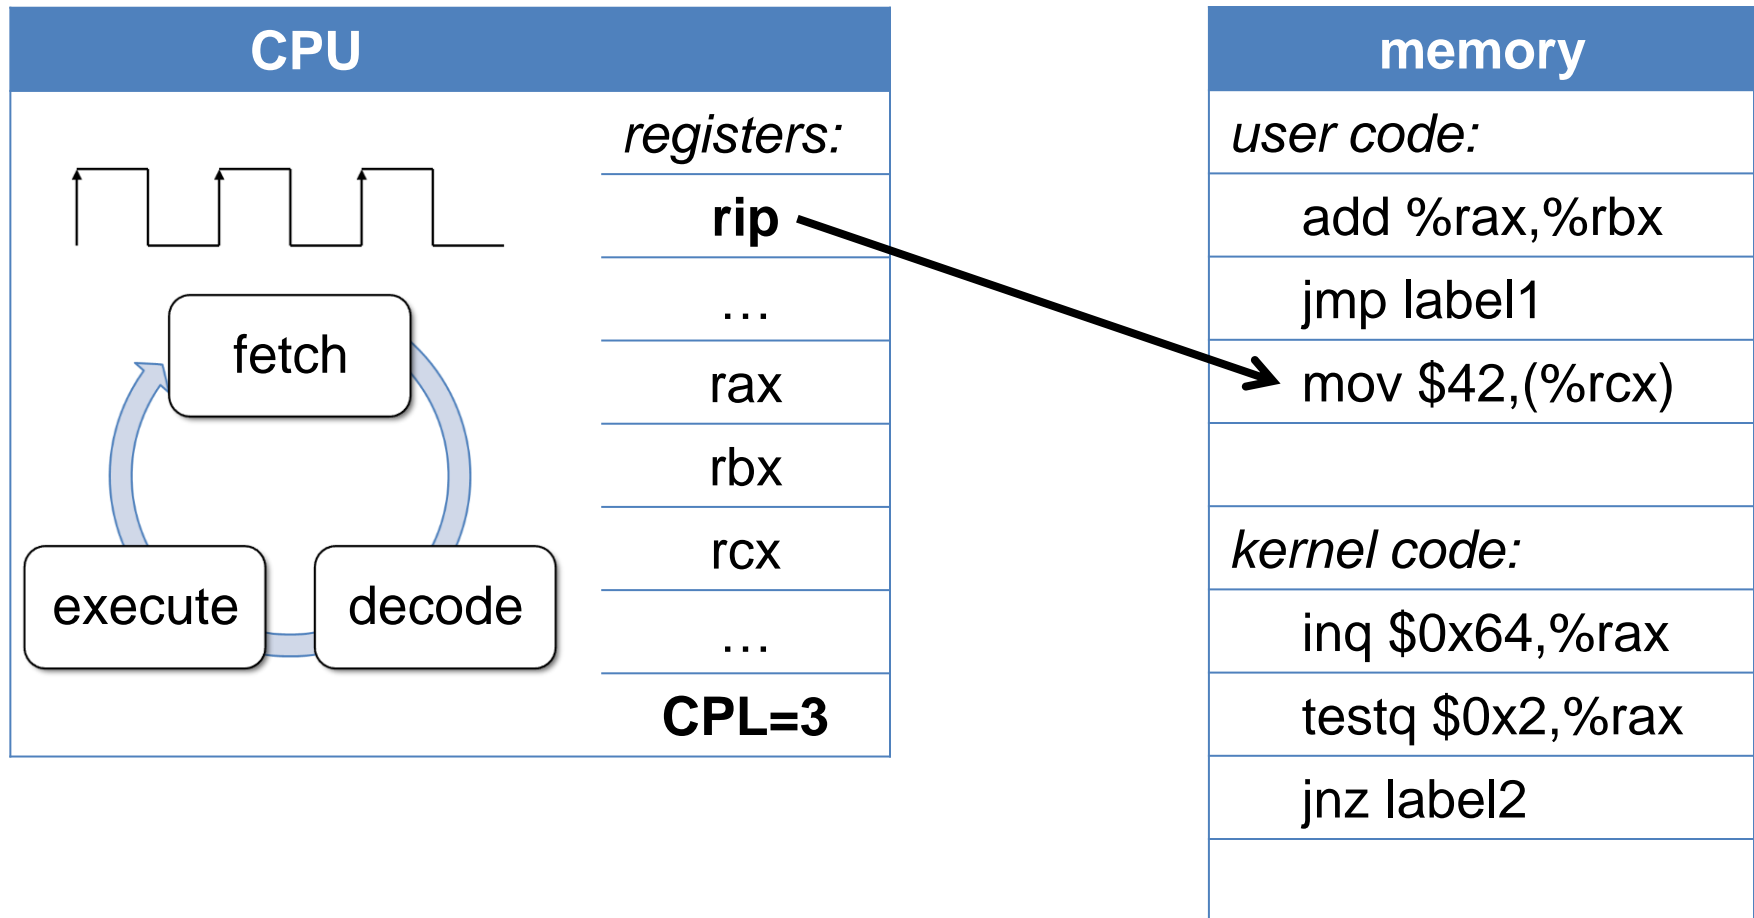 CPU
registers:
rip
…
rax
rbx
rcx
…
CPL=3
fetch
execute
decode
memory
user code:
add %rax,%rbx
jmp label1
mov $42,(%rcx)
kernel code:
inq $0x64,%rax
testq $0x2,%rax
jnz label2